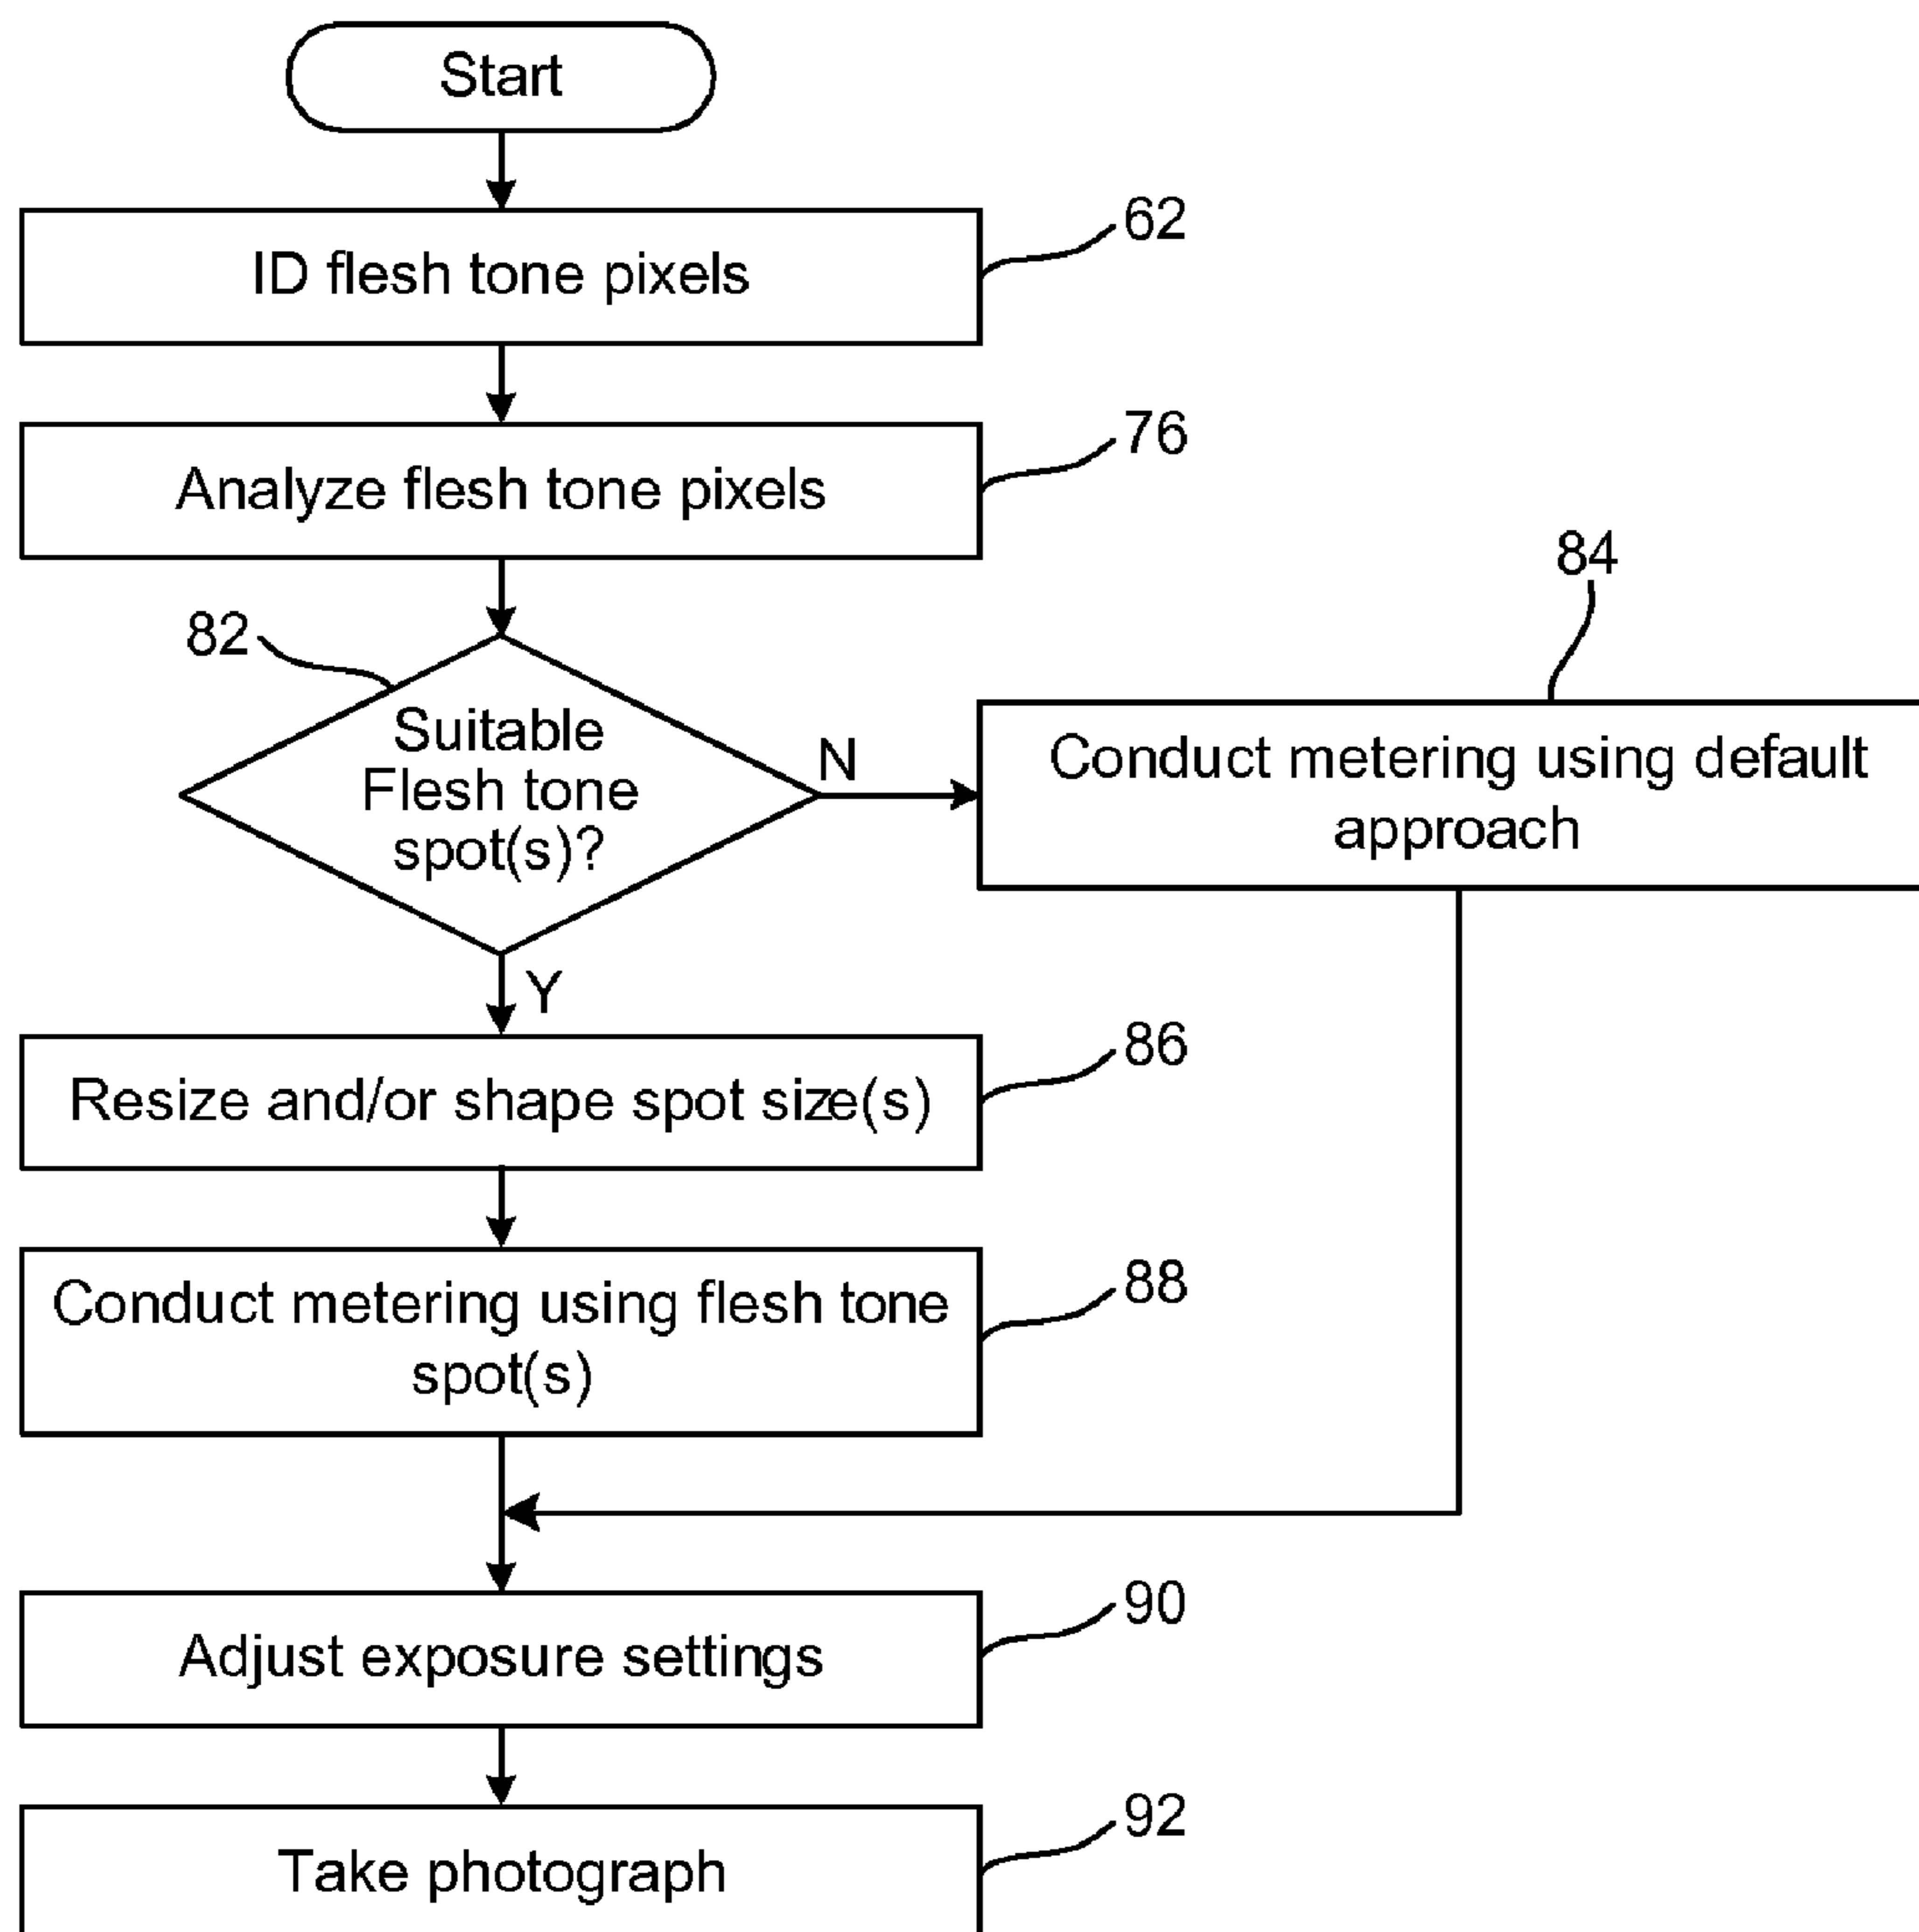 Start
ID flesh tone pixels
62
Analyze flesh tone pixels
76
82
Suitable
Flesh tone
spot(s)?
N
84
Conduct metering using default
approach
Y
Resize and/or shape spot size(s)
86
Conduct metering using flesh tone
spot(s)
88
Adjust exposure settings
90
Take photograph
92